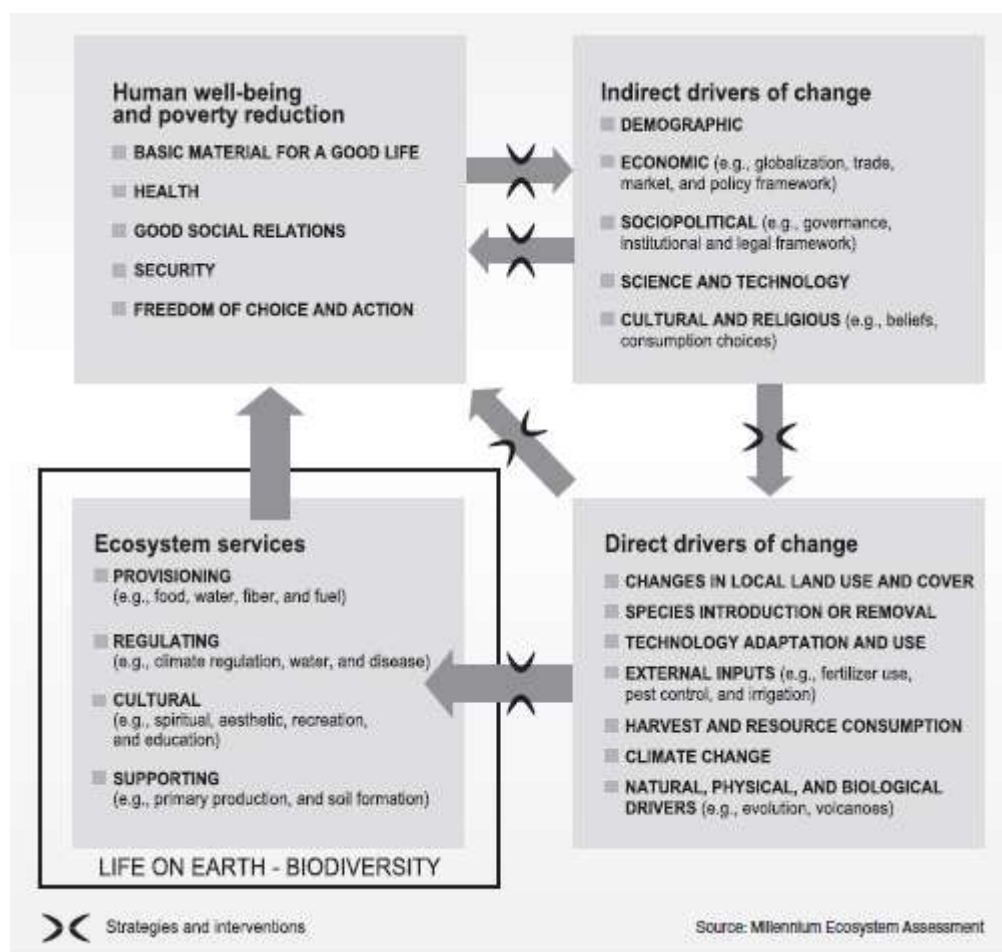 Human well-being
and poverty reduction
BASIC MATERIAL FOR A GOOD LIFE
HEALTH
GOOD SOCIAL RELATIONS
SECURITY
FREEDOM OF CHOICE AND ACTION
Indirect drivers of change
DEMOGRAPHIC
ECONOMIC (e.g., globalization, trade,
market, and policy framework)
SOCIOPOLITICAL (e.g., governance,
institutional and legal framework)
SCIENCE AND TECHNOLOGY
CULTURAL AND RELIGIOUS (e.g., beliefs,
consumption choices)
Ecosystem services
PROVISIONING
(e.g., food, water, fiber, and fuel)
REGULATING
(e.g., climate regulation, water, and disease)
CULTURAL
(e.g., spiritual, aesthetic, recreation,
and education)
SUPPORTING
(e.g., primary production, and soil formation)
LIFE ON EARTH - BIODIVERSITY
Direct drivers of change
CHANGES IN LOCAL LAND USE AND COVER
SPECIES INTRODUCTION OR REMOVAL
TECHNOLOGY ADAPTATION AND USE
EXTERNAL INPUTS (e.g., fertilizer use,
pest control, and irrigation)
HARVEST AND RESOURCE CONSUMPTION
CLIMATE CHANGE
NATURAL, PHYSICAL, AND BIOLOGICAL
DRIVERS (e.g., evolution, volcanoes)
Strategies and interventions
Source: Millennium Ecosystem Assessment